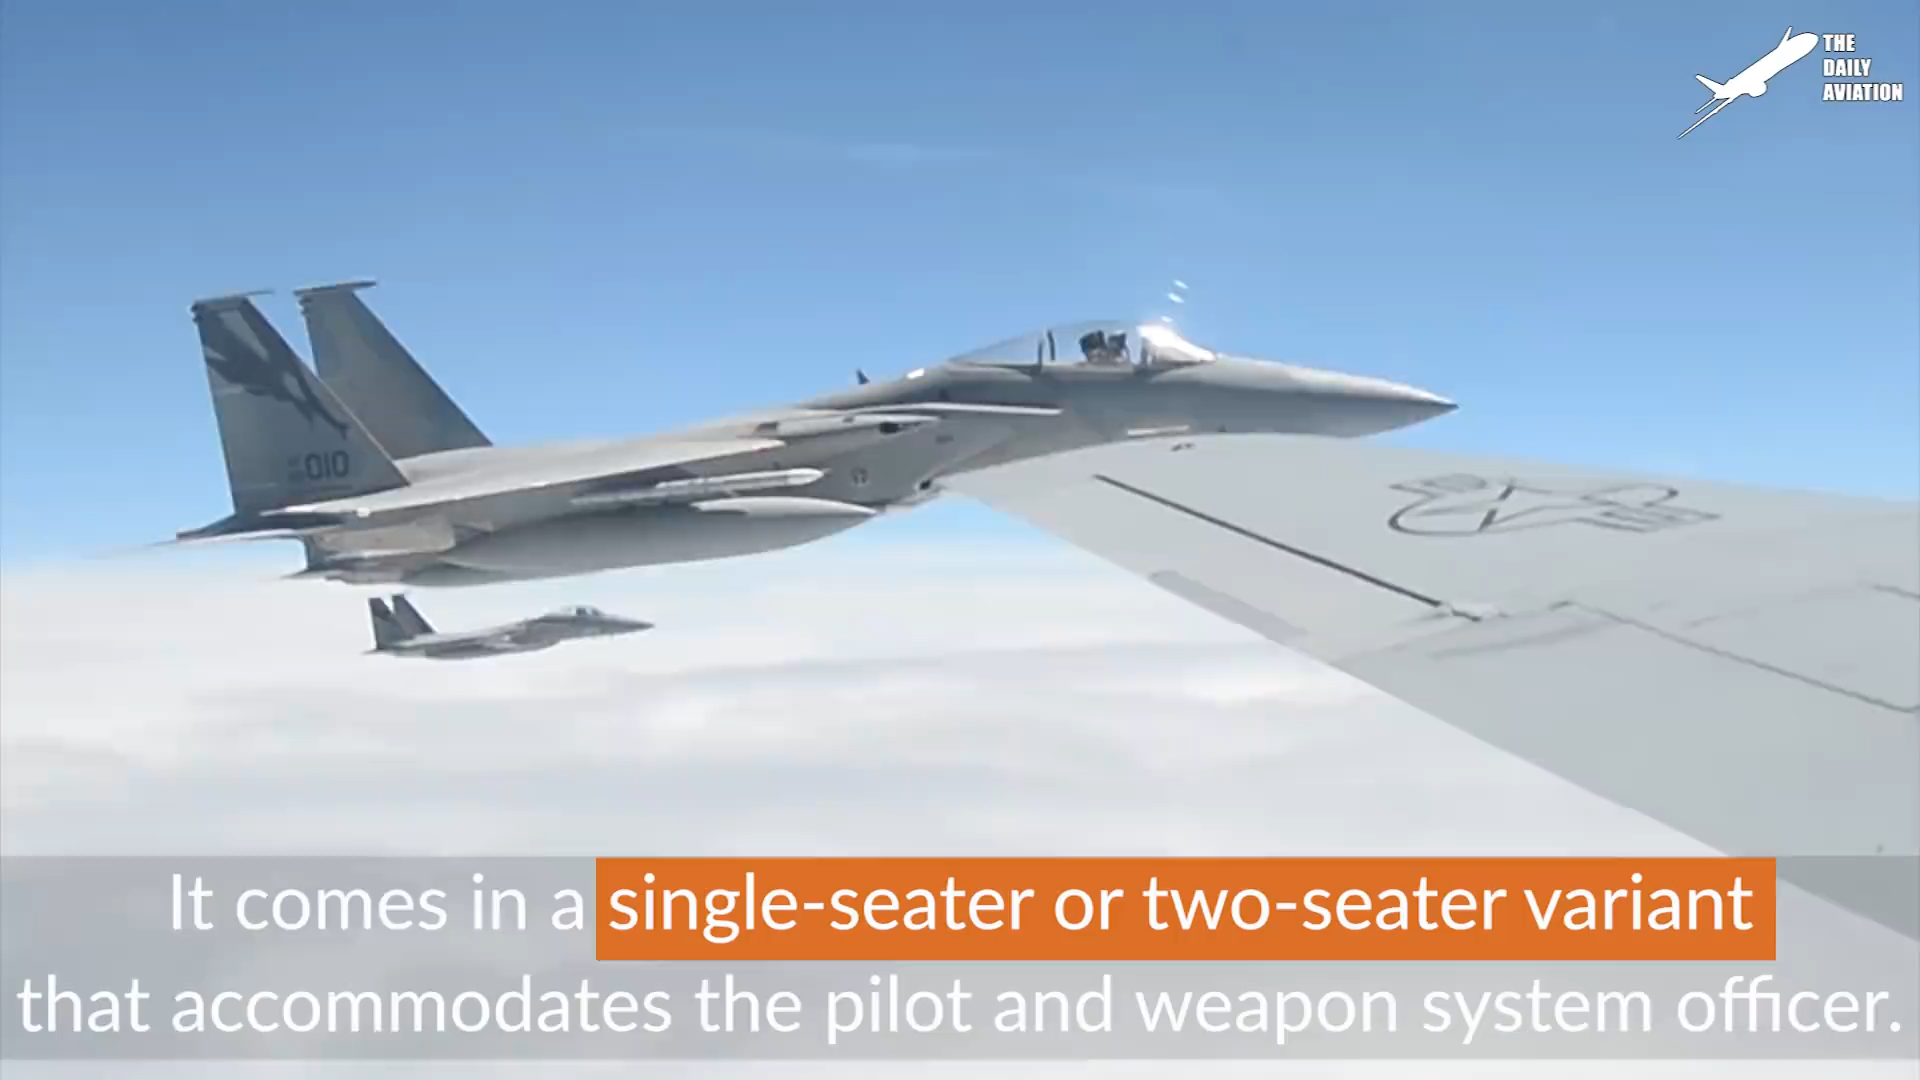 THE
DAILY
AVIATION
010
It comes in a single-seater or two-seater variant
that accommodates the pilot and weapon system officer.